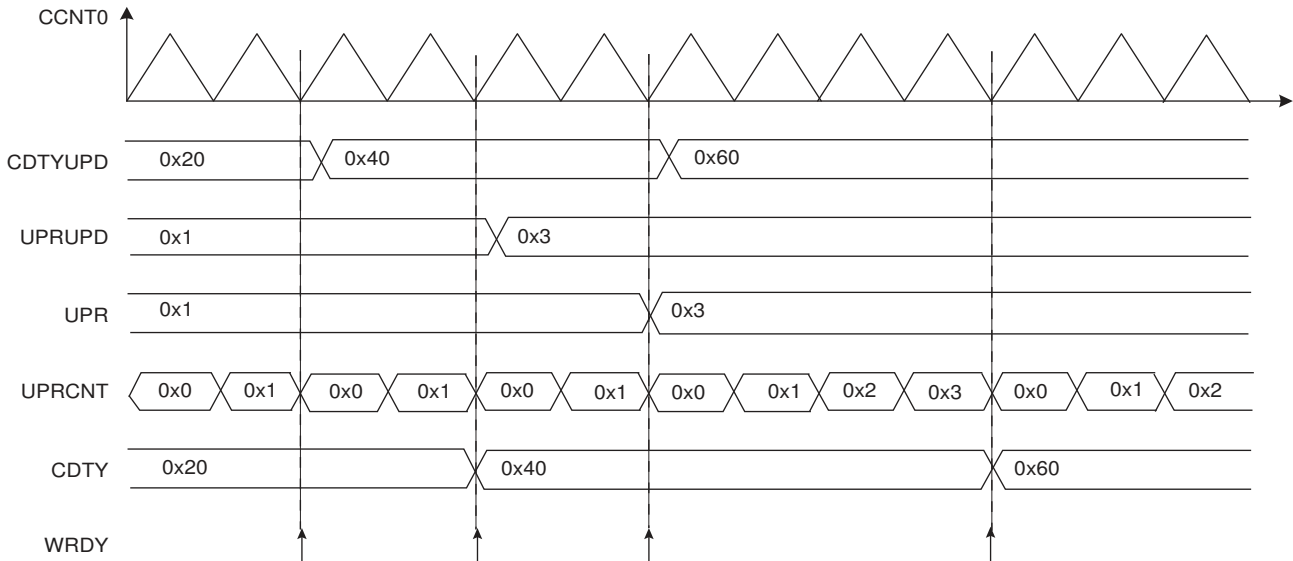 CCNT0
CDTYUPD 0x20 0x40 0x60
UPRUPD 0x1 0x3
UPR 0x1 0x3
UPRCNT 0x0 0x1 0x0 0x1 0x0 0x1 0x0 0x1 0x2 0x3 0x0 0x1 0x2
CDTY 0x20 0x40 0x60
WRDY